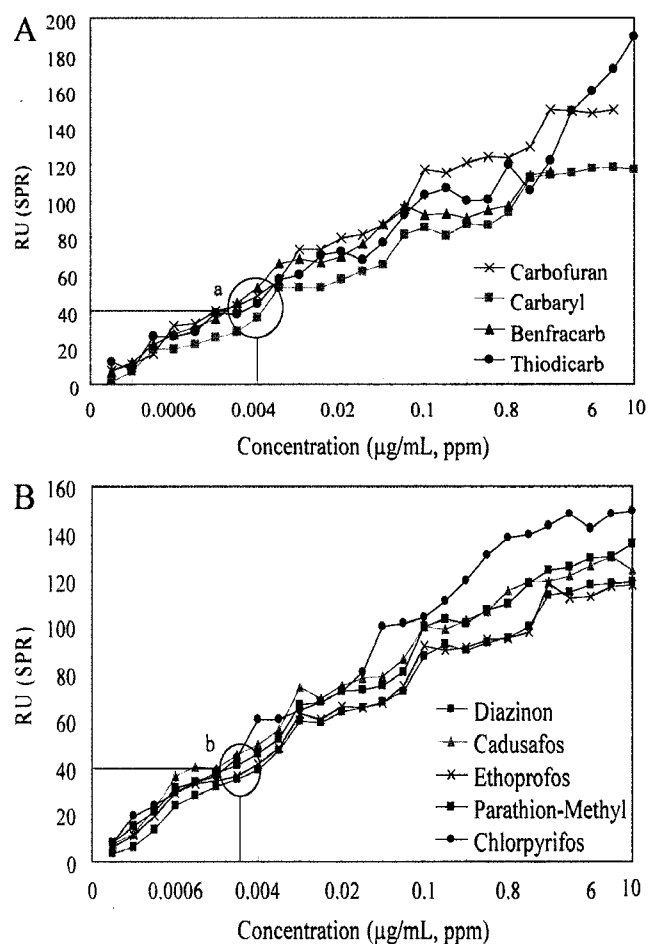 A
200
180
160
140
120
100
80
60
40
20
0
RU (SPR)
a
Carbofuran
Carbaryl
Benfracarb
Thiodicarb
0 0.0006 0.004 0.02 0.1 0.8 6 10
Concentration (µg/mL, ppm)
B
160
140
120
100
80
60
40
20
0
RU (SPR)
b
Diazinon
Cadusafos
Ethoprofos
Parathion-Methyl
Chlorpyrifos
0 0.0006 0.004 0.02 0.1 0.8 6 10
Concentration (µg/mL, ppm)